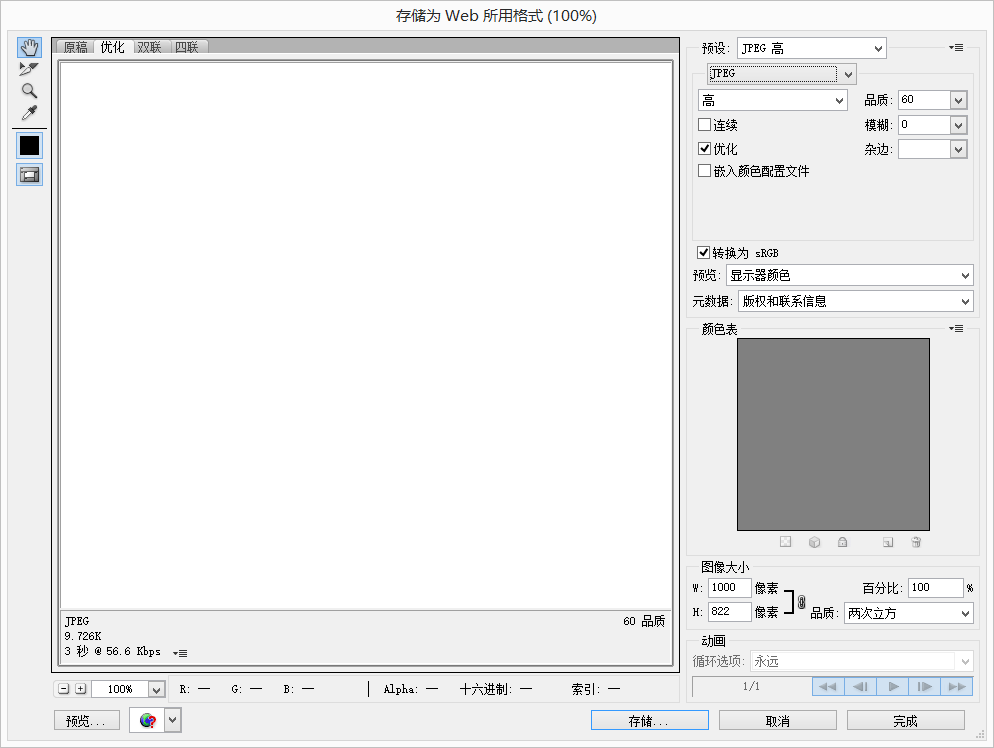 存储为 Web 所用格式 (100%)
原稿 优化 双联 四联
预设: JPEG 高
JPEG
高 品质: 60
连续 模糊: 0
优化 杂边:
嵌入颜色配置文件
转换为 sRGB
预览: 显示器颜色
元数据: 版权和联系信息
颜色表
图像大小
W: 1000 像素 百分比: 100 %
H: 822 像素 品质: 两次立方
动画
循环选项: 永远
1/1
JPEG 60 品质
9.726K
3 秒 @ 56.6 Kbps
100% R: — G: — B: — Alpha: — 十六进制: — 索引: —
预览... 存储... 取消 完成